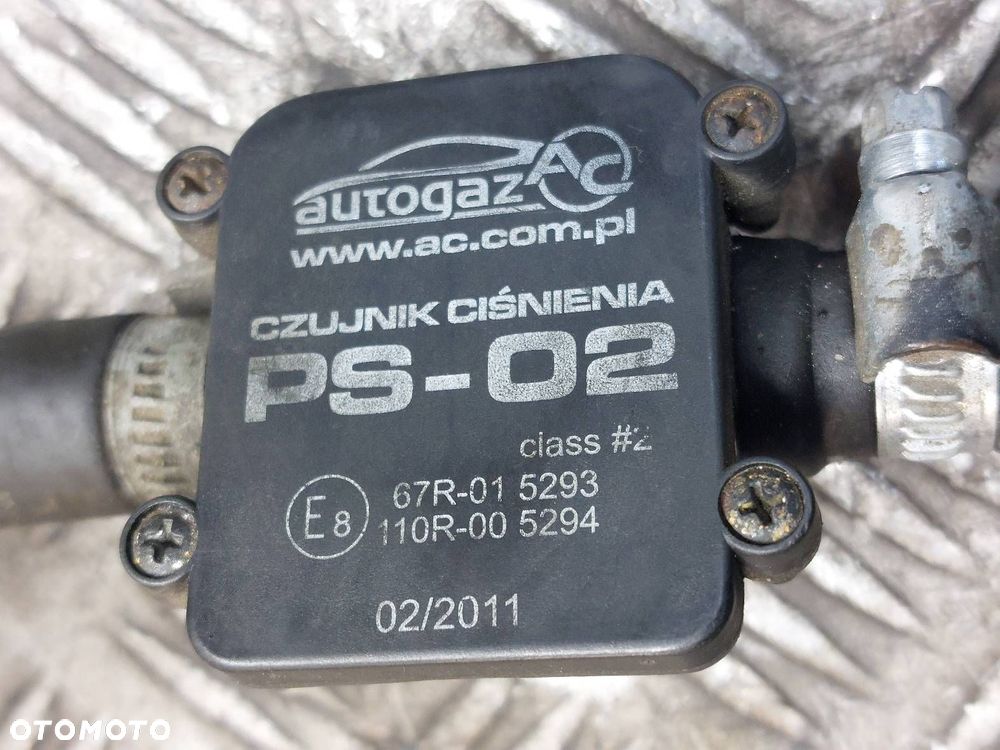 autogaz AC
www.ac.com.pl
CZUJNIK CIŚNIENIA
PS-02
class #2
E8
67R-01 5293
110R-00 5294
02/2011
OTOMOTO